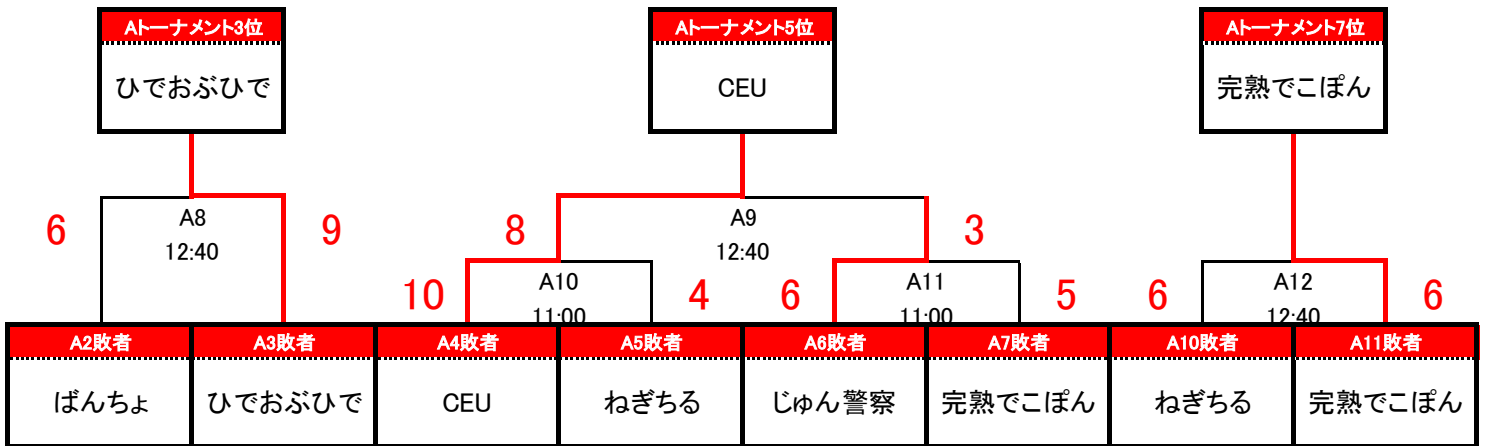 Aトーナメント3位
Aトーナメント5位
Aトーナメント7位
ひでおぶひで
CEU
完熟でこぽん
6
A8
12:40
9
8
A9
12:40
3
10
A10
11:00
4
6
A11
11:00
5
6
A12
12:40
6
A2敗者
A3敗者
A4敗者
A5敗者
A6敗者
A7敗者
A10敗者
A11敗者
ばんちょ
ひでおぶひで
CEU
ねぎちる
じゅん警察
完熟でこぽん
ねぎちる
完熟でこぽん